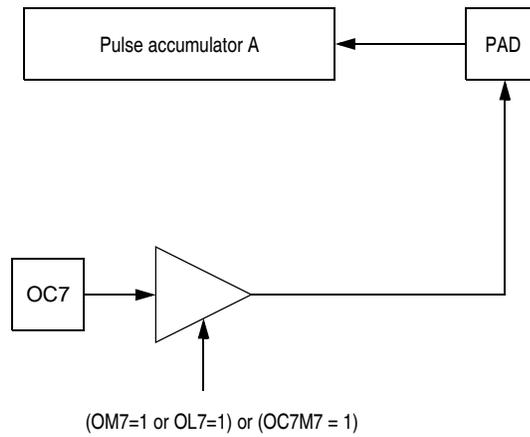 Pulse accumulator A
PAD
OC7
(OM7=1 or OL7=1) or (OC7M7 = 1)